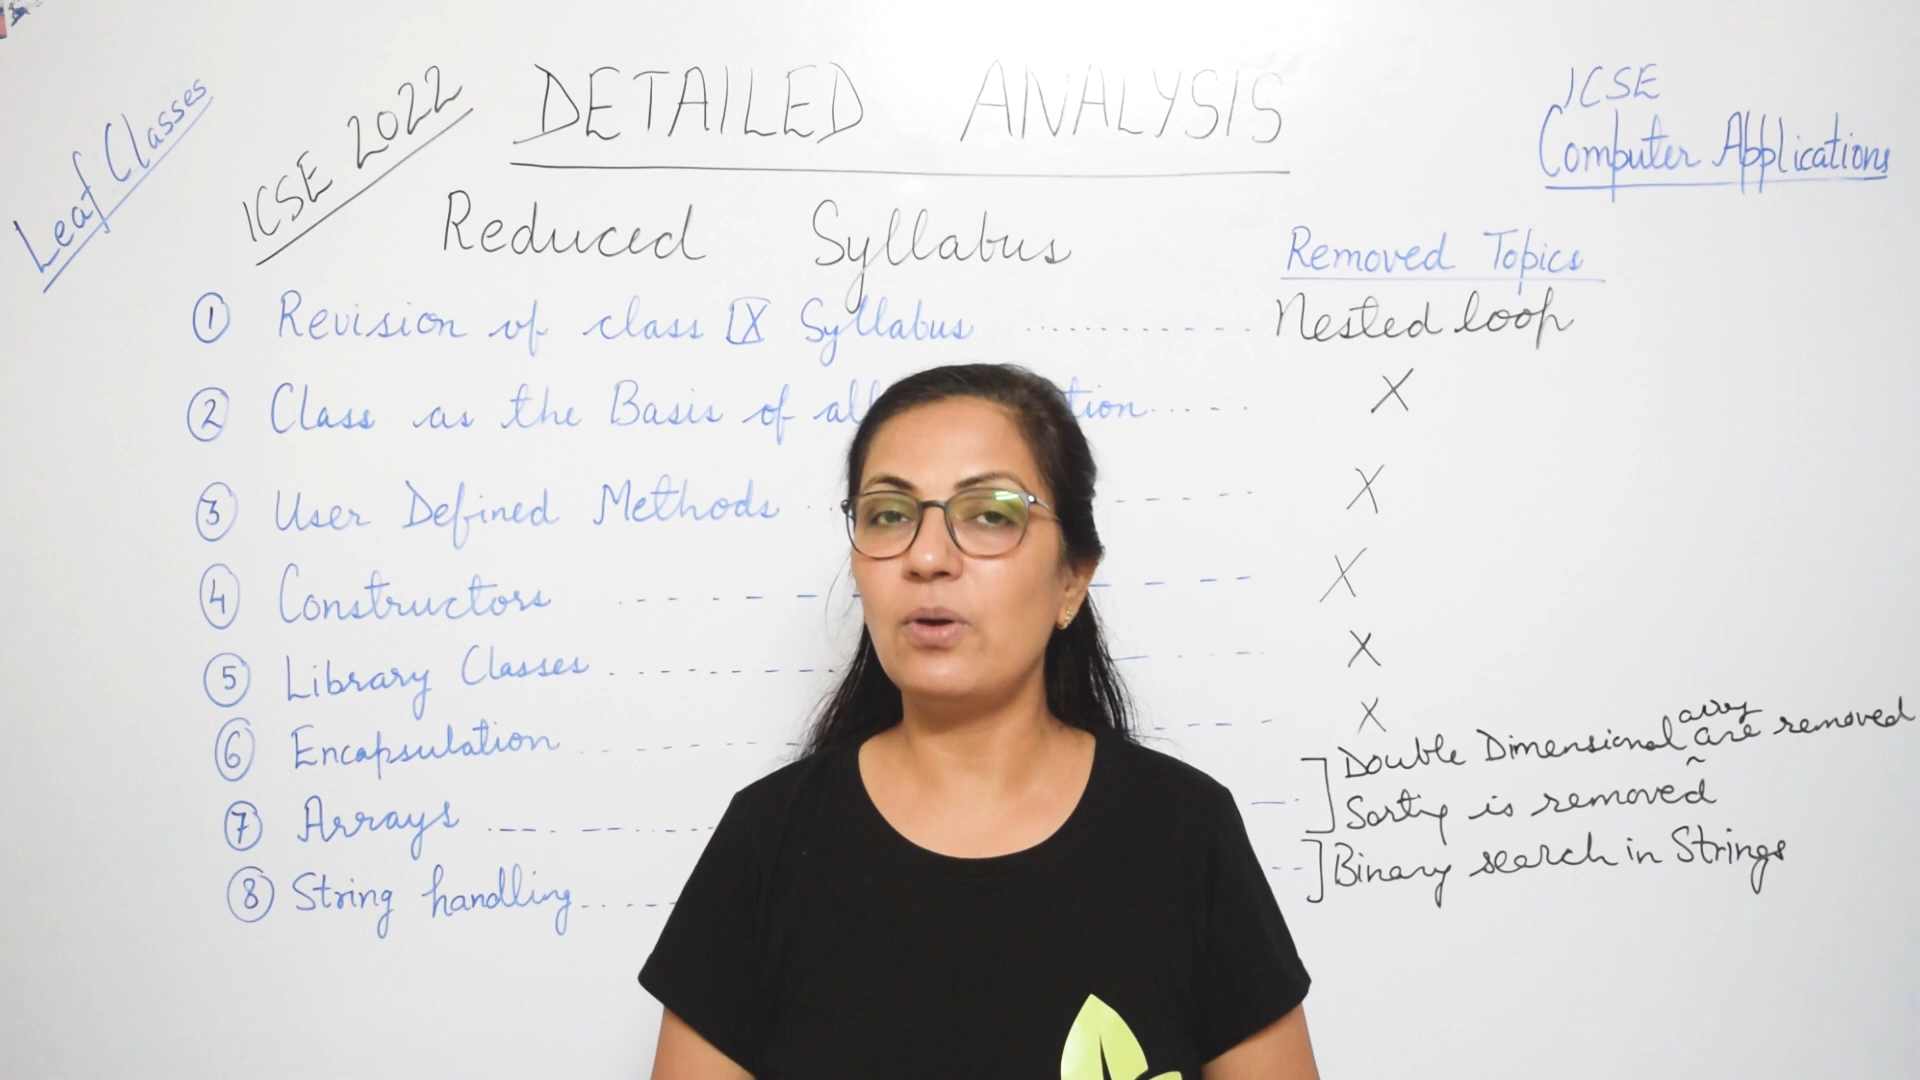 Leaf Classes
ICSE 2022
DETAILED ANALYSIS
ICSE
Computer Applications
Reduced Syllabus
Removed Topics
1 Revision of class IX Syllabus ............ Nested loop
2 Class as the Basis of all tion..... X
3 User Defined Methods X
4 Constructors X
5 Library Classes X
6 Encapsulation X
7 Arrays
Double Dimensional array are removed
Sorting is removed
8 String handling
Binary search in Strings